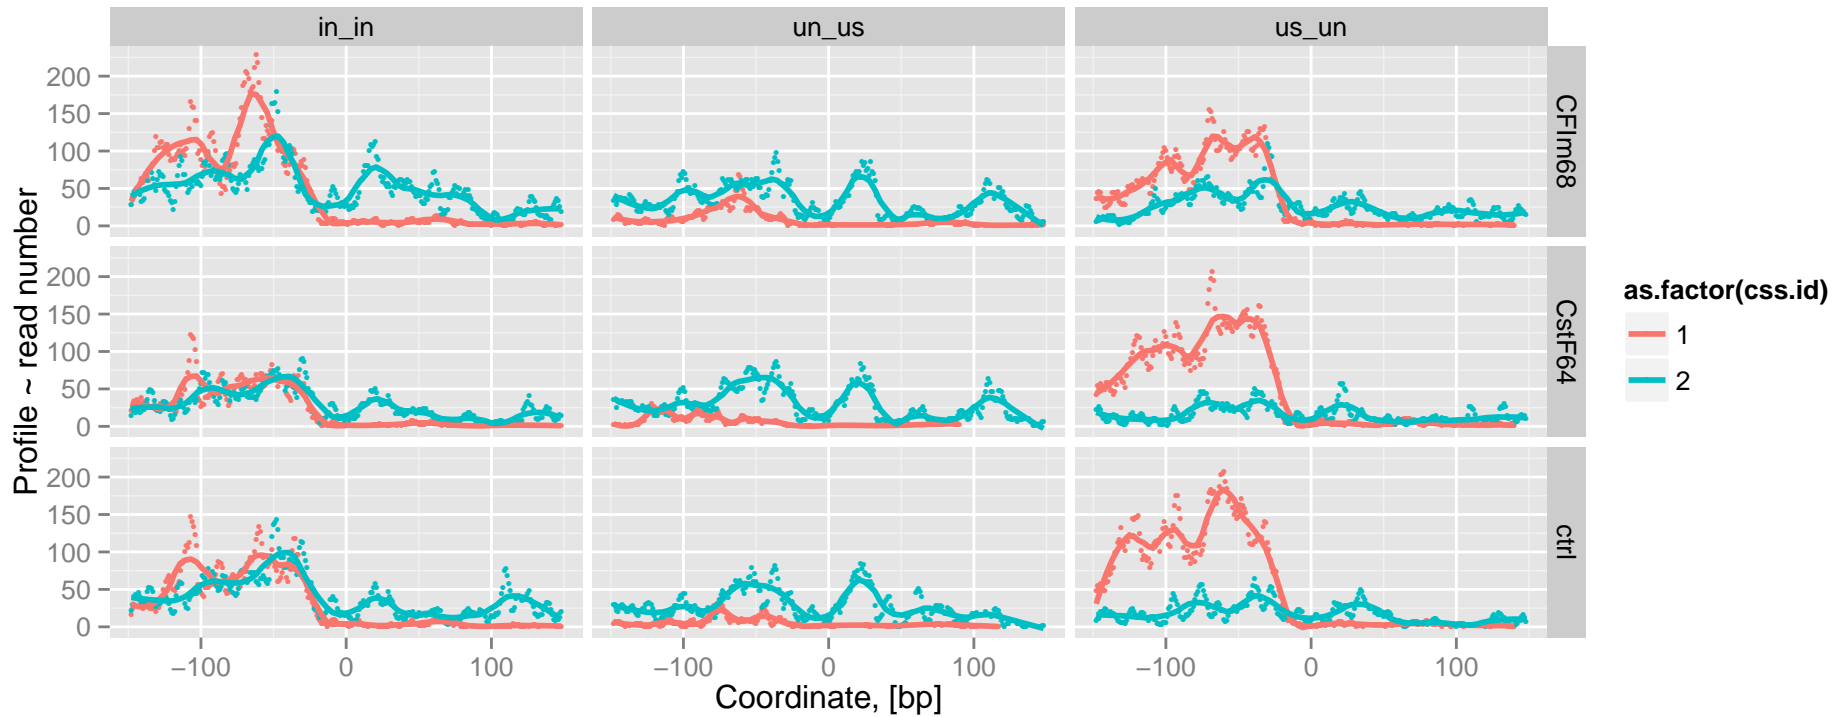 in_in
un_us
us_un
200
150
100
50
0
CFIm68
200
150
100
50
0
CstF64
200
150
100
50
0
ctrl
−100
0
100
−100
0
100
−100
0
100
Coordinate, [bp]
Profile ~ read number
as.factor(css.id)
1
2